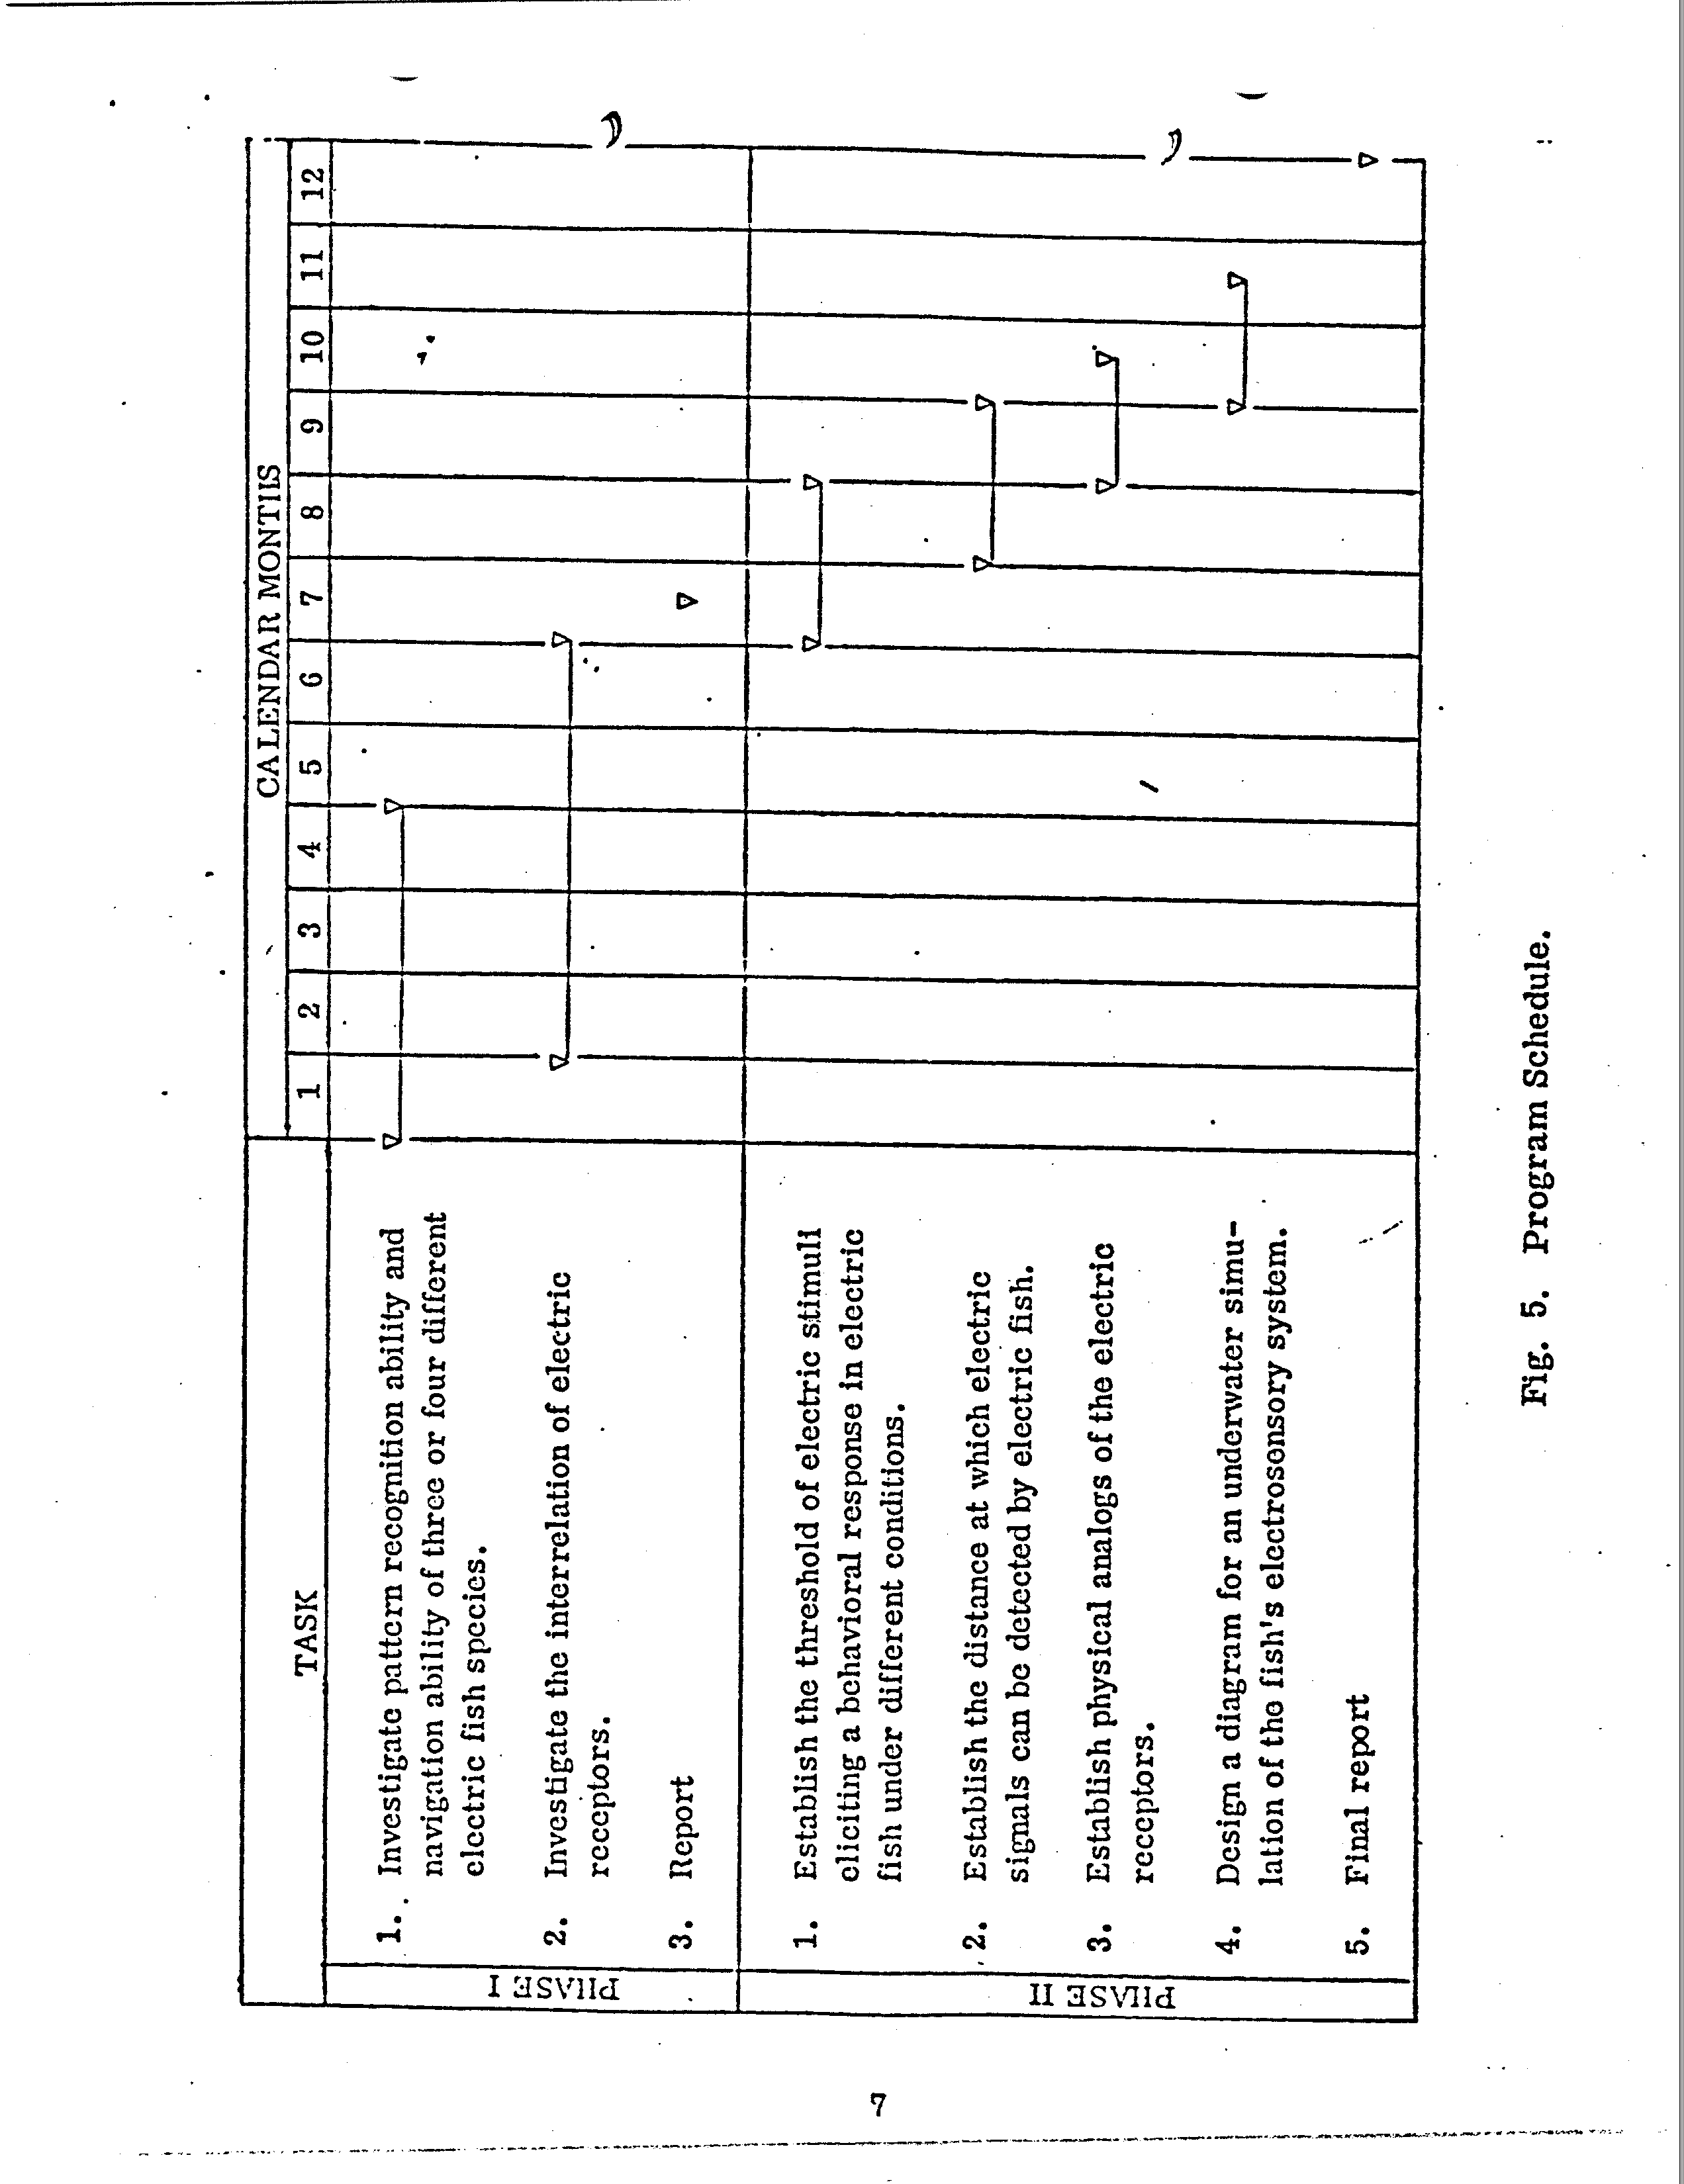 CALENDAR MONTHS
TASK
1 2 3 4 5 6 7 8 9 10 11 12
PHASE I
1. Investigate pattern recognition ability and
navigation ability of three or four different
electric fish species.
2. Investigate the interrelation of electric
receptors.
3. Report
PHASE II
1. Establish the threshold of electric stimuli
eliciting a behavioral response in electric
fish under different conditions.
2. Establish the distance at which electric
signals can be detected by electric fish.
3. Establish physical analogs of the electric
receptors.
4. Design a diagram for an underwater simu-
lation of the fish's electrosensory system.
5. Final report
Fig. 5. Program Schedule.
7